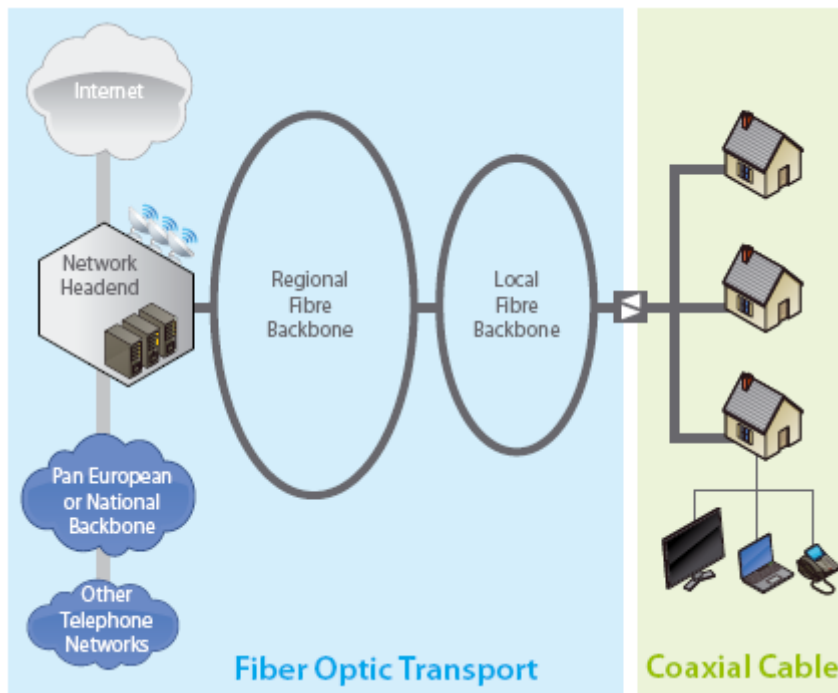 Internet
Network
Headend
Regional
Fibre
Backbone
Local
Fibre
Backbone
Pan European
or National
Backbone
Other
Telephone
Networks
Fiber Optic Transport
Coaxial Cable